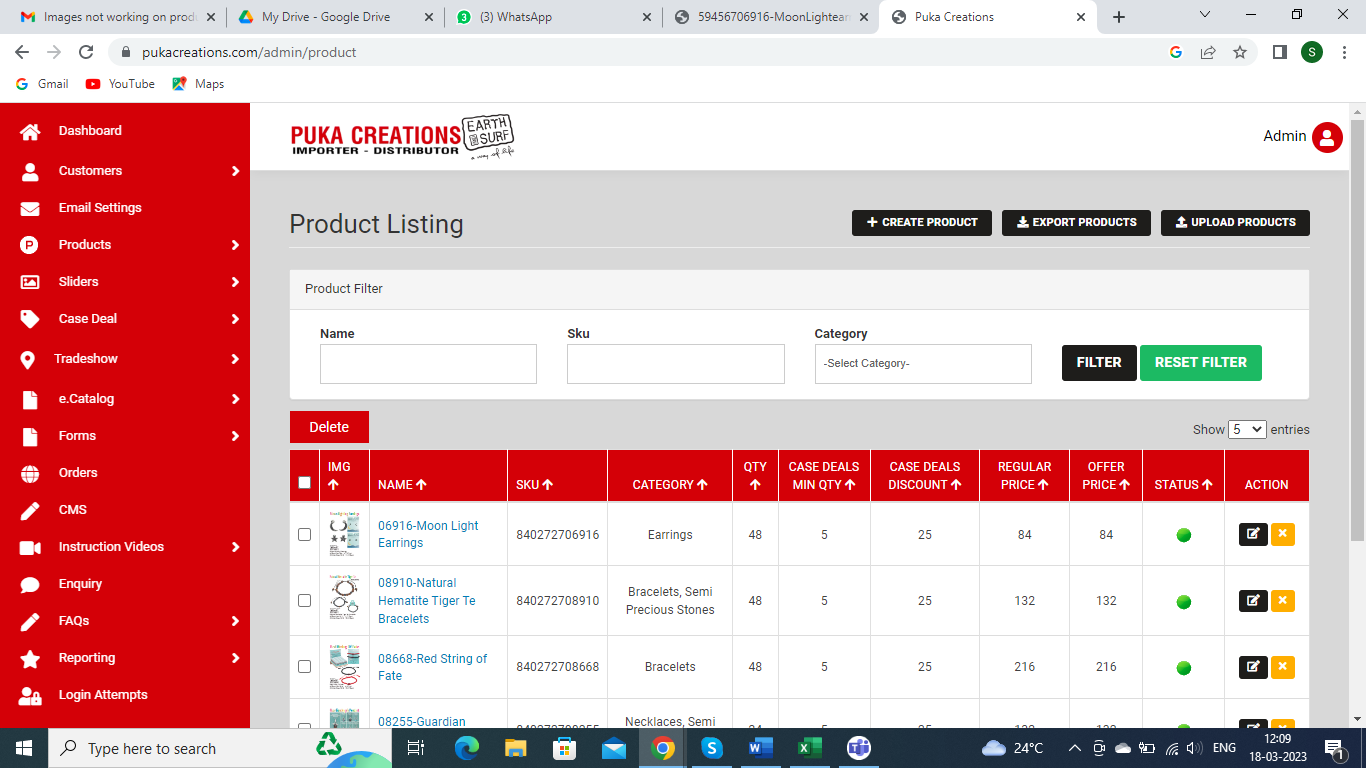 Images not working on prod
My Drive - Google Drive
(3) WhatsApp
59456706916-MoonLightear
Puka Creations
pukacreations.com/admin/product
S
Gmail
YouTube
Maps
Dashboard
Customers
Email Settings
Products
Sliders
Case Deal
Tradeshow
e.Catalog
Forms
Orders
CMS
Instruction Videos
Enquiry
FAQs
Reporting
Login Attempts
PUKA CREATIONS
IMPORTER - DISTRIBUTOR
EARTH
SURF
a way of life
Admin
Product Listing
CREATE PRODUCT
EXPORT PRODUCTS
UPLOAD PRODUCTS
Product Filter
Name
Sku
Category
-Select Category-
FILTER
RESET FILTER
Delete
Show 5 entries
IMG
NAME
SKU
CATEGORY
QTY
CASE DEALS
MIN QTY
CASE DEALS
DISCOUNT
REGULAR
PRICE
OFFER
PRICE
STATUS
ACTION
06916-Moon Light
Earrings
840272706916
Earrings
48
5
25
84
84
08910-Natural
Hematite Tiger Te
Bracelets
840272708910
Bracelets, Semi
Precious Stones
48
5
25
132
132
08668-Red String of
Fate
840272708668
Bracelets
48
5
25
216
216
08255-Guardian
Necklaces, Semi
Type here to search
24°C
ENG
12:09
18-03-2023
1